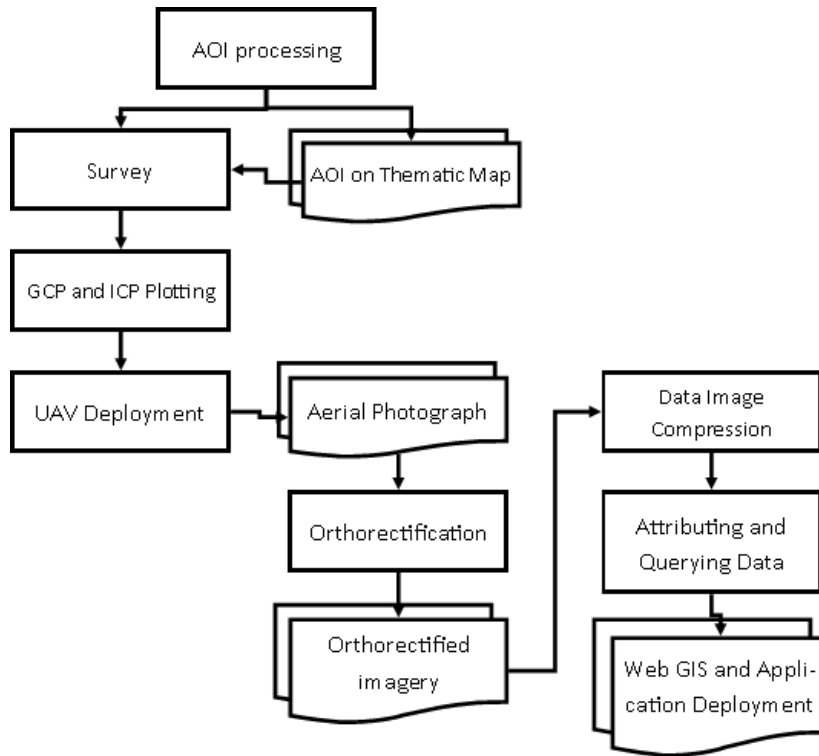 AOI processing
Survey
AOI on Thematic Map
GCP and ICP Plotting
UAV Deployment
Aerial Photograph
Orthorectification
Orthorectified
imagery
Data Image
Compression
Attributing and
Querying Data
Web GIS and Appli-
cation Deployment